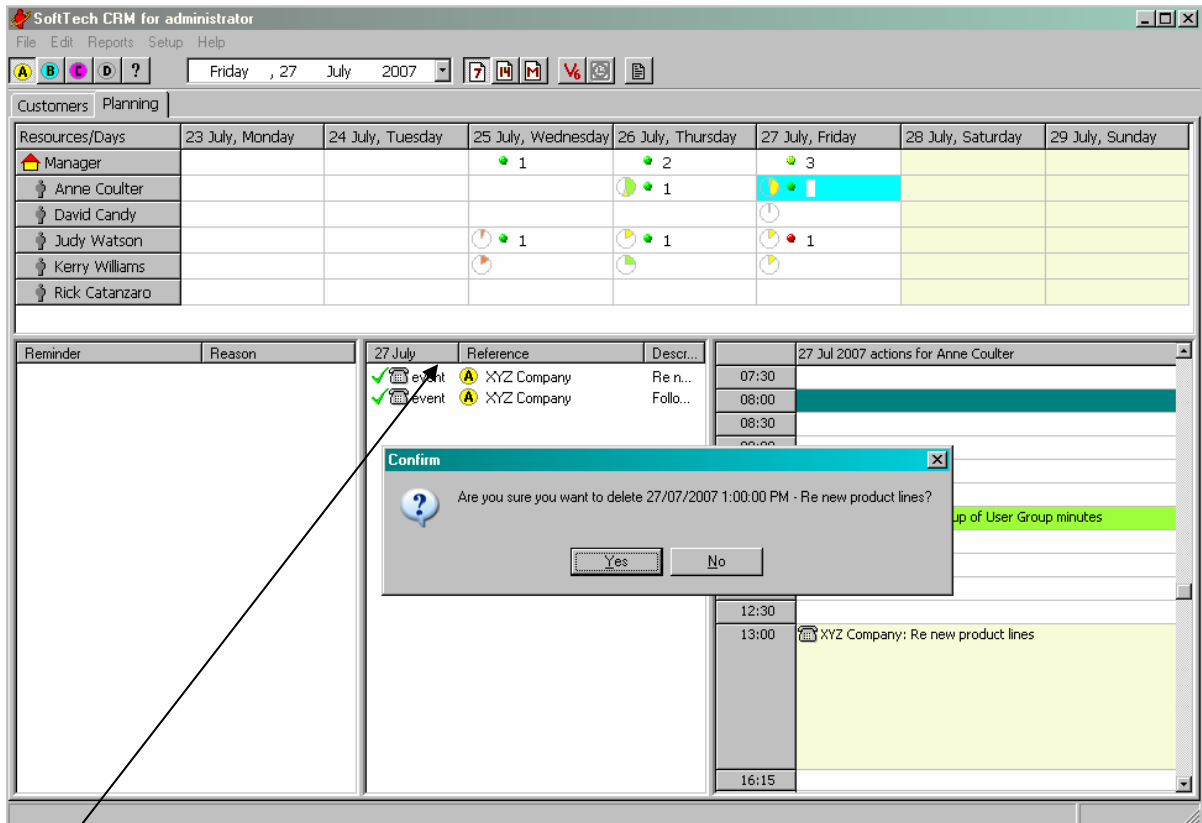 SoftTech CRM for administrator
File Edit Reports Setup Help
A B C D ? Friday , 27 July 2007 7 14 M V6
Customers Planning
Resources/Days 23 July, Monday 24 July, Tuesday 25 July, Wednesday 26 July, Thursday 27 July, Friday 28 July, Saturday 29 July, Sunday
Manager 1 2 3
Anne Coulter 1
David Candy
Judy Watson 1 1 1
Kerry Williams
Rick Catanzaro
Reminder Reason 27 July Reference Descr... 27 Jul 2007 actions for Anne Coulter
event A XYZ Company Re n... 07:30
event A XYZ Company Follo... 08:00
08:30
Confirm
Are you sure you want to delete 27/07/2007 1:00:00 PM - Re new product lines?
up of User Group minutes
Yes No
12:30
13:00 XYZ Company: Re new product lines
16:15